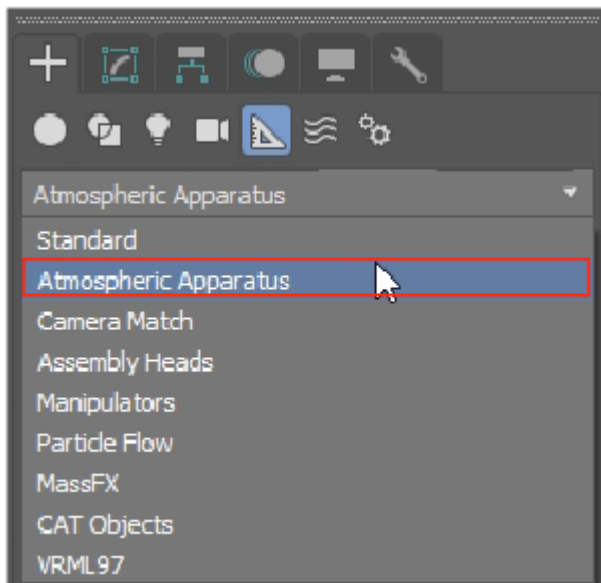 Atmospheric Apparatus
Standard
Atmospheric Apparatus
Camera Match
Assembly Heads
Manipulators
Particle Flow
MassFX
CAT Objects
VRML97